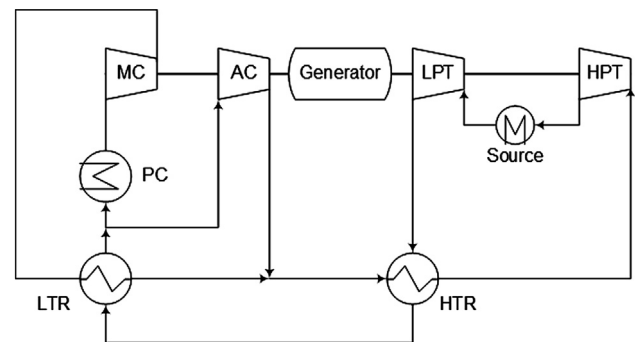 MC
AC
Generator
LPT
HPT
Source
PC
LTR
HTR